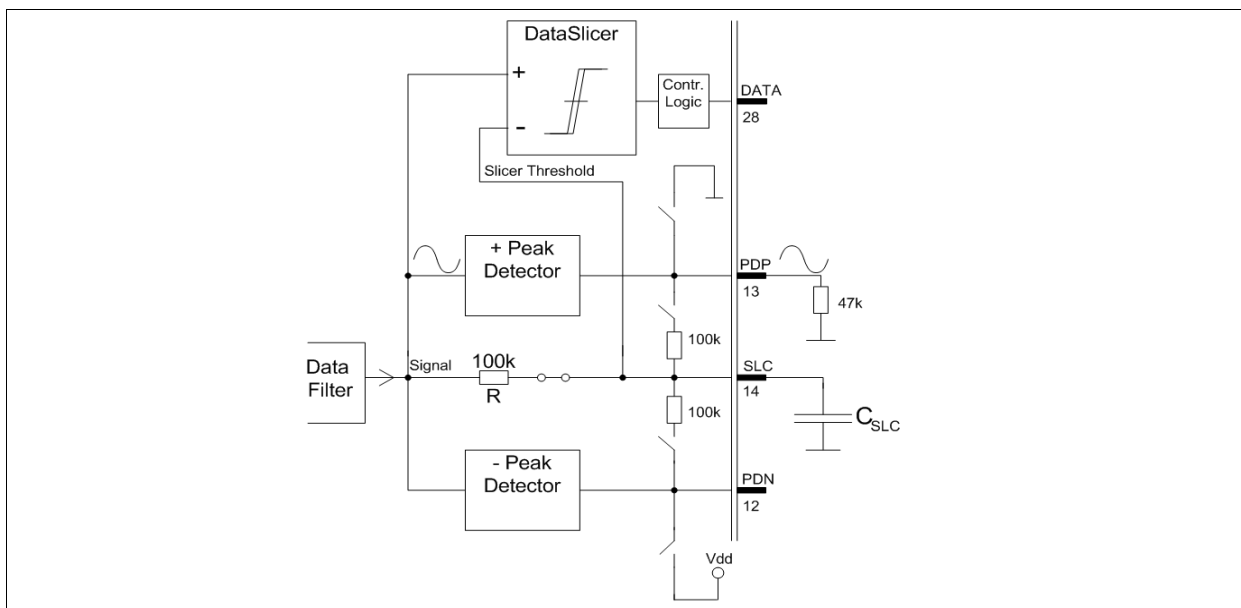 DataSlicer
+
-
Contr.
Logic
DATA
28
Slicer Threshold
+ Peak
Detector
PDP
13
47k
100k
Data
Filter
Signal
100k
R
SLC
14
100k
CSLC
- Peak
Detector
PDN
12
Vdd